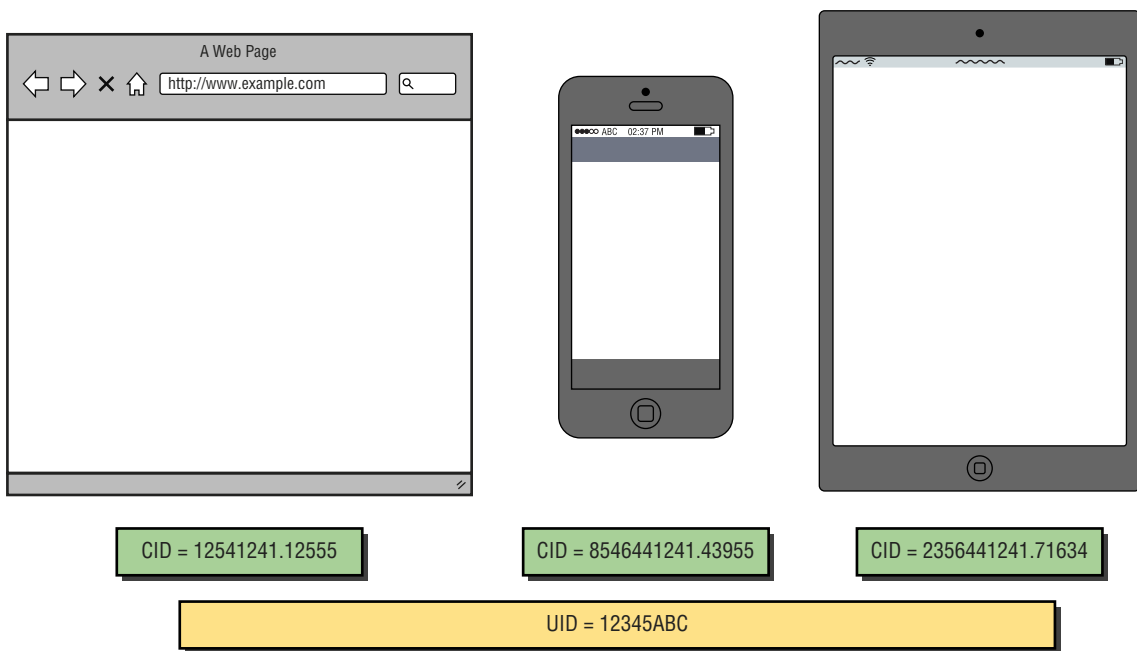 A Web Page
http://www.example.com
ABC 02:37 PM
CID = 12541241.12555
CID = 8546441241.43955
CID = 2356441241.71634
UID = 12345ABC